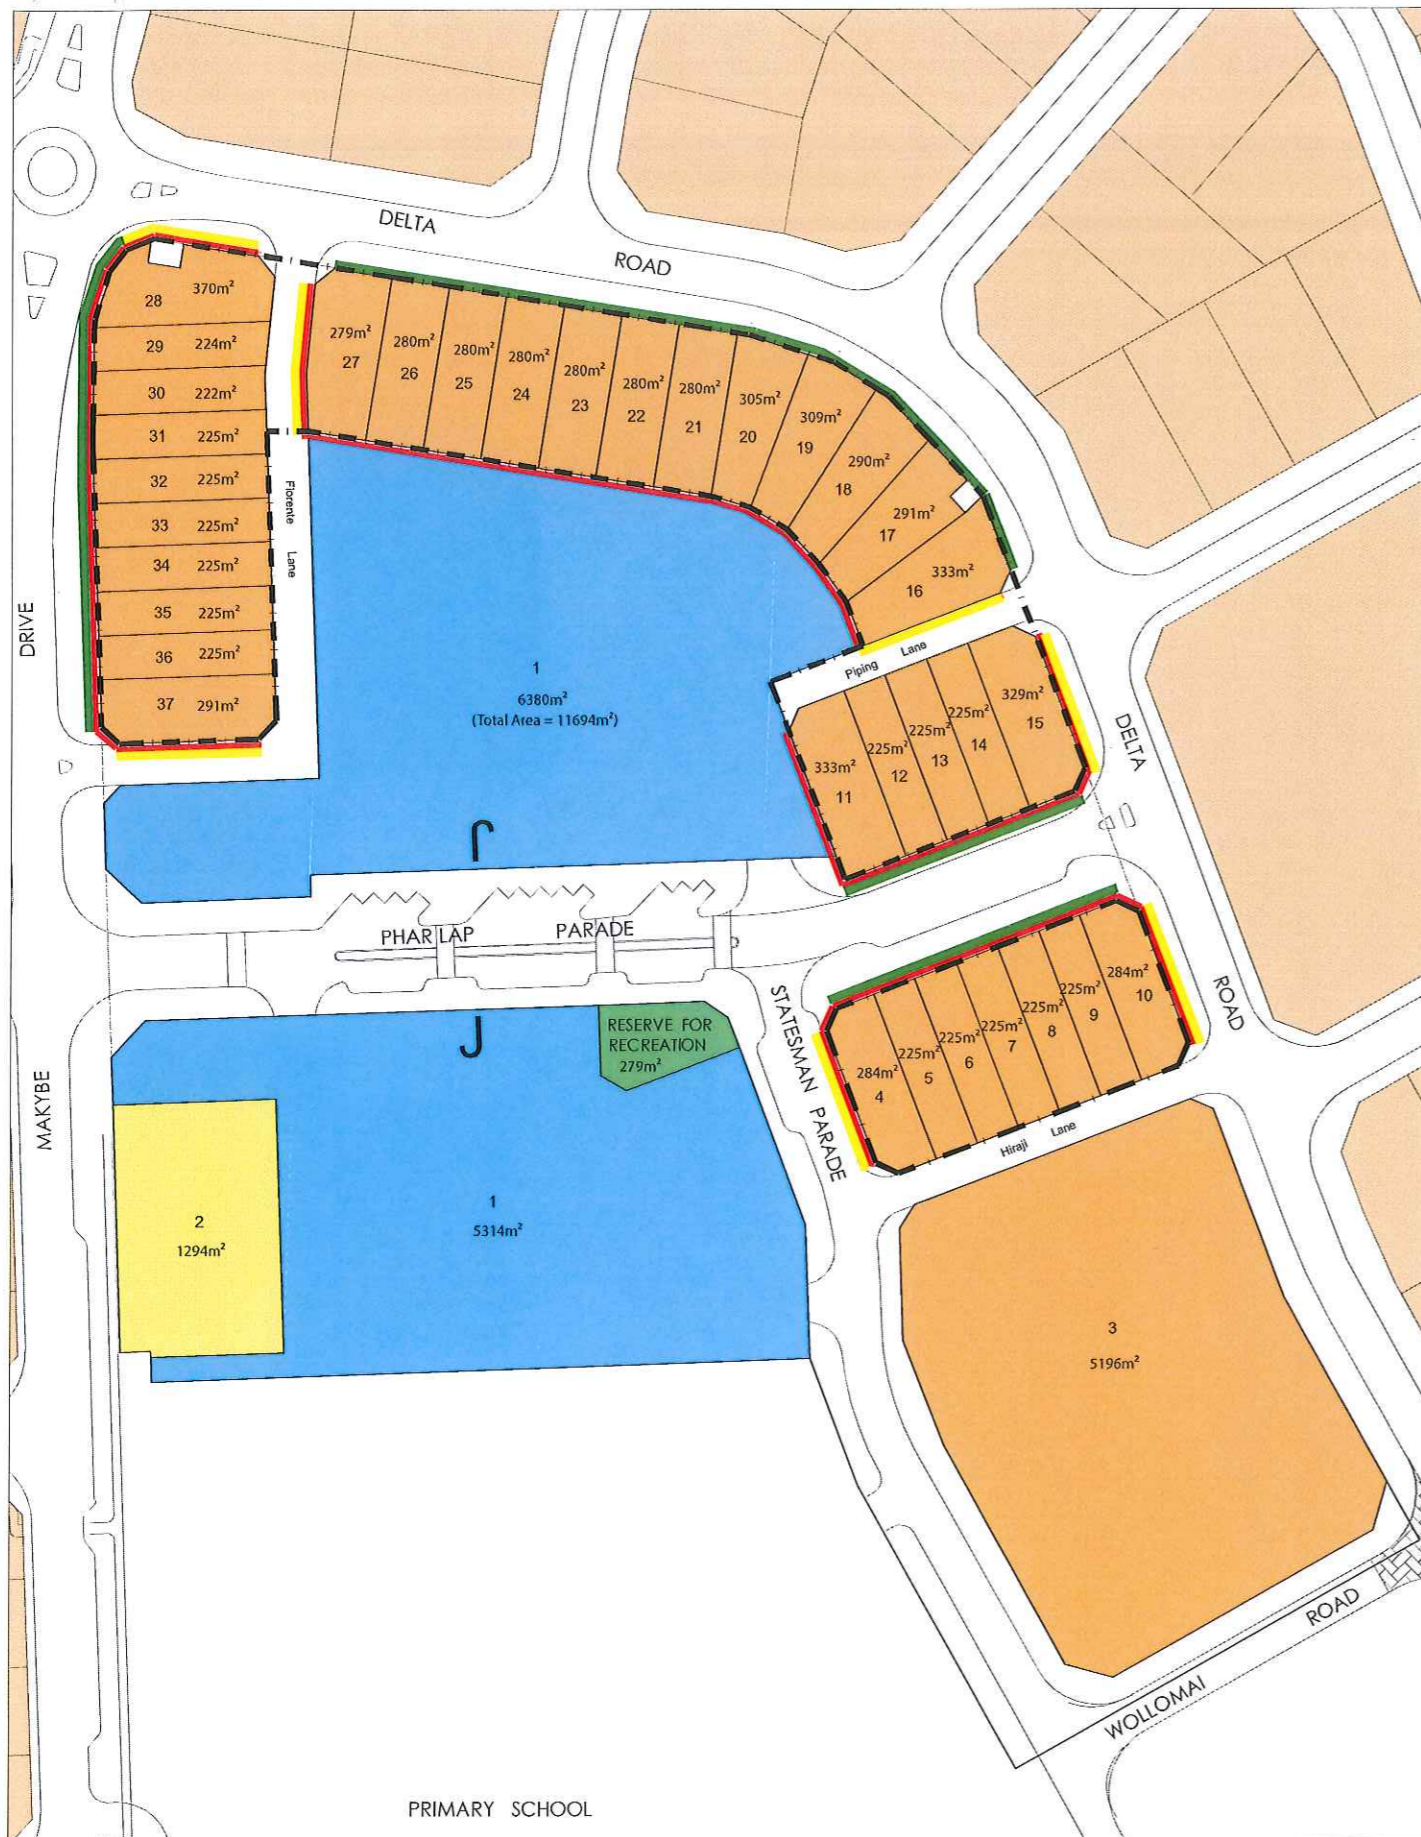 DELTA
ROAD
28
370m²
29
224m²
30
222m²
31
225m²
32
225m²
33
225m²
34
225m²
35
225m²
36
225m²
37
291m²
Fiorente
Lane
279m²
27
280m²
26
280m²
25
280m²
24
280m²
23
280m²
22
280m²
21
305m²
20
309m²
19
290m²
18
291m²
17
333m²
16
Piping
Lane
333m²
11
225m²
12
225m²
13
225m²
14
329m²
15
DELTA
ROAD
DRIVE
MAKYBE
1
6380m²
(Total Area = 11694m²)
PHAR LAP
PARADE
STATESMAN PARADE
284m²
4
225m²
5
225m²
6
225m²
7
225m²
8
225m²
9
284m²
10
Hiraji
Lane
RESERVE FOR
RECREATION
279m²
2
1294m²
1
5314m²
3
5196m²
WOLLOMAI
ROAD
PRIMARY SCHOOL